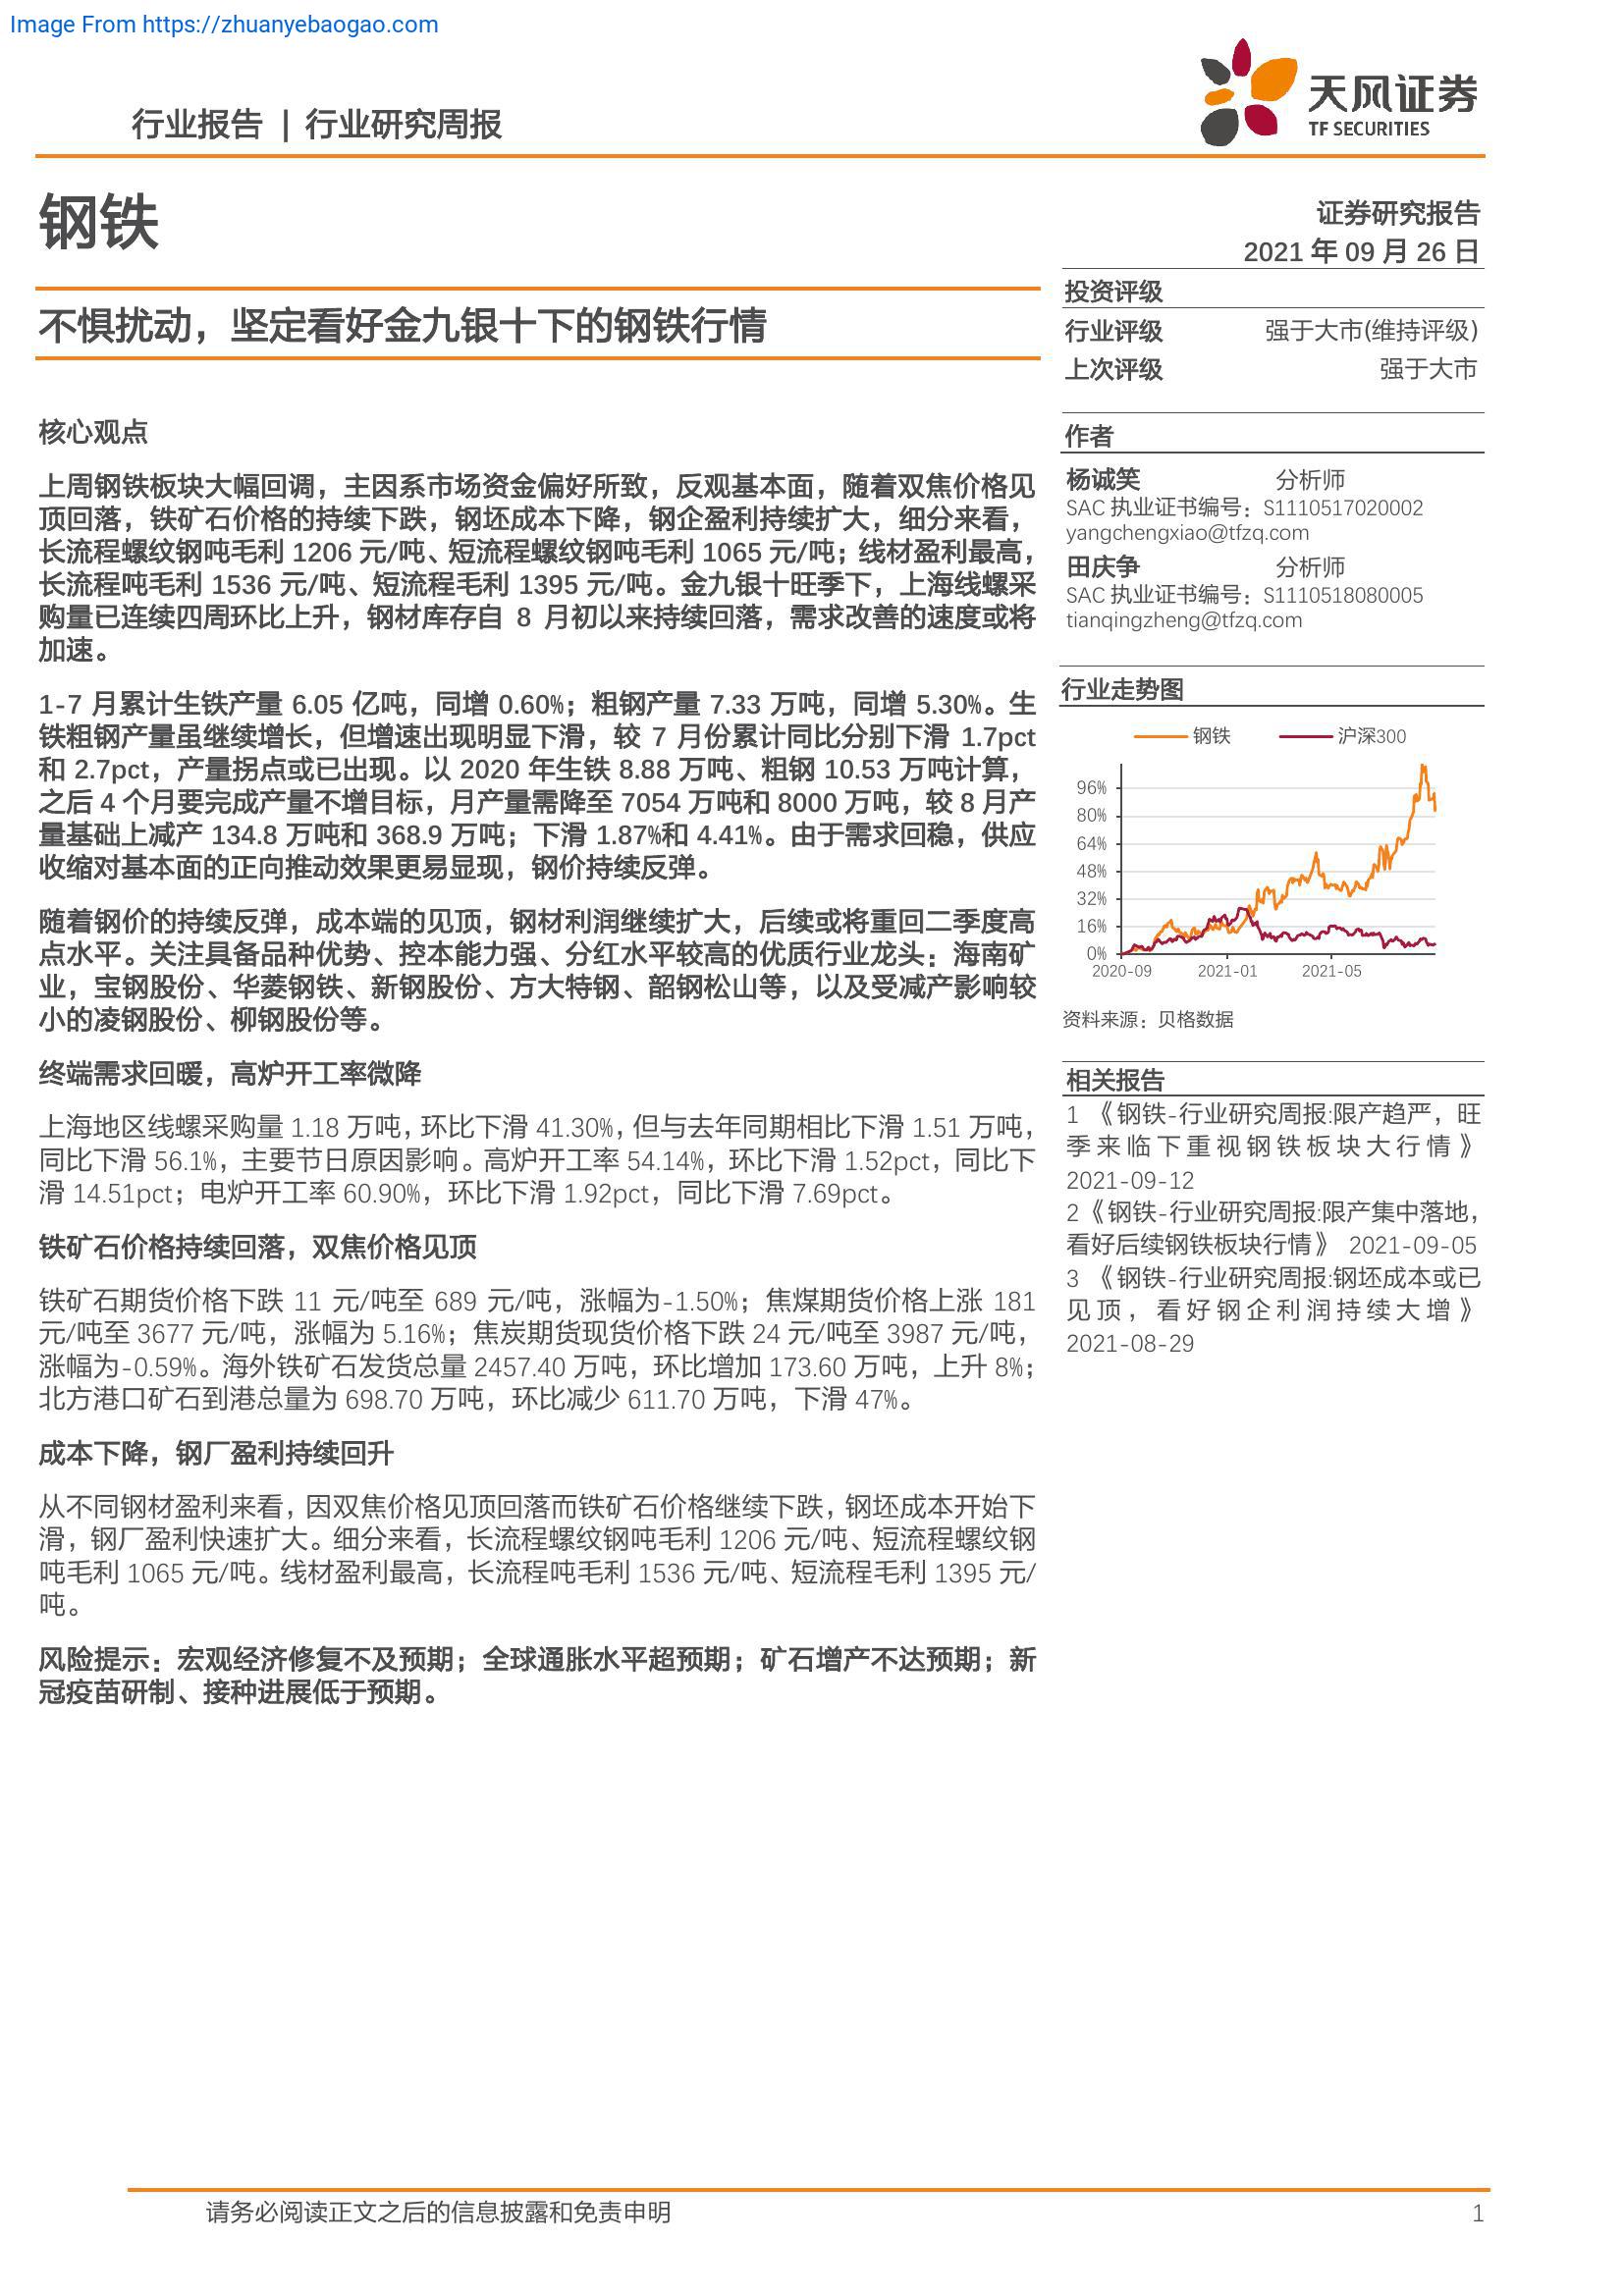 Image From https://zhuanyebaogao.com
行业报告 | 行业研究周报
天风证券
TF SECURITIES
钢铁
证券研究报告
2021 年 09 月 26 日
不惧扰动，坚定看好金九银十下的钢铁行情
核心观点
上周钢铁板块大幅回调，主因系市场资金偏好所致，反观基本面，随着双焦价格见
顶回落，铁矿石价格的持续下跌，钢坯成本下降，钢企盈利持续扩大，细分来看，
长流程螺纹钢吨毛利 1206 元/吨、短流程螺纹钢吨毛利 1065 元/吨；线材盈利最高，
长流程吨毛利 1536 元/吨、短流程毛利 1395 元/吨。金九银十旺季下，上海线螺采
购量已连续四周环比上升，钢材库存自 8 月初以来持续回落，需求改善的速度或将
加速。
1-7 月累计生铁产量 6.05 亿吨，同增 0.60%；粗钢产量 7.33 万吨，同增 5.30%。生
铁粗钢产量虽继续增长，但增速出现明显下滑，较 7 月份累计同比分别下滑 1.7pct
和 2.7pct，产量拐点或已出现。以 2020 年生铁 8.88 万吨、粗钢 10.53 万吨计算，
之后 4 个月要完成产量不增目标，月产量需降至 7054 万吨和 8000 万吨，较 8 月产
量基础上减产 134.8 万吨和 368.9 万吨；下滑 1.87%和 4.41%。由于需求回稳，供应
收缩对基本面的正向推动效果更易显现，钢价持续反弹。
随着钢价的持续反弹，成本端的见顶，钢材利润继续扩大，后续或将重回二季度高
点水平。关注具备品种优势、控本能力强、分红水平较高的优质行业龙头：海南矿
业，宝钢股份、华菱钢铁、新钢股份、方大特钢、韶钢松山等，以及受减产影响较
小的凌钢股份、柳钢股份等。
终端需求回暖，高炉开工率微降
上海地区线螺采购量 1.18 万吨，环比下滑 41.30%，但与去年同期相比下滑 1.51 万吨，
同比下滑 56.1%，主要节日原因影响。高炉开工率 54.14%，环比下滑 1.52pct，同比下
滑 14.51pct；电炉开工率 60.90%，环比下滑 1.92pct，同比下滑 7.69pct。
铁矿石价格持续回落，双焦价格见顶
铁矿石期货价格下跌 11 元/吨至 689 元/吨，涨幅为-1.50%；焦煤期货价格上涨 181
元/吨至 3677 元/吨，涨幅为 5.16%；焦炭期货现货价格下跌 24 元/吨至 3987 元/吨，
涨幅为-0.59%。海外铁矿石发货总量 2457.40 万吨，环比增加 173.60 万吨，上升 8%；
北方港口矿石到港总量为 698.70 万吨，环比减少 611.70 万吨，下滑 47%。
成本下降，钢厂盈利持续回升
从不同钢材盈利来看，因双焦价格见顶回落而铁矿石价格继续下跌，钢坯成本开始下
滑，钢厂盈利快速扩大。细分来看，长流程螺纹钢吨毛利 1206 元/吨、短流程螺纹钢
吨毛利 1065 元/吨。线材盈利最高，长流程吨毛利 1536 元/吨、短流程毛利 1395 元/
吨。
风险提示：宏观经济修复不及预期；全球通胀水平超预期；矿石增产不达预期；新
冠疫苗研制、接种进展低于预期。
投资评级
行业评级 强于大市(维持评级)
上次评级 强于大市
作者
杨诚笑 分析师
SAC 执业证书编号：S1110517020002
yangchengxiao@tfzq.com
田庆争 分析师
SAC 执业证书编号：S1110518080005
tianqingzheng@tfzq.com
行业走势图
钢铁 沪深300
96%
80%
64%
48%
32%
16%
0%
2020-09 2021-01 2021-05
资料来源：贝格数据
相关报告
1 《钢铁-行业研究周报:限产趋严，旺
季来临下重视钢铁板块大行情》
2021-09-12
2《钢铁-行业研究周报:限产集中落地，
看好后续钢铁板块行情》 2021-09-05
3 《钢铁-行业研究周报:钢坯成本或已
见顶，看好钢企利润持续大增》
2021-08-29
请务必阅读正文之后的信息披露和免责申明 1